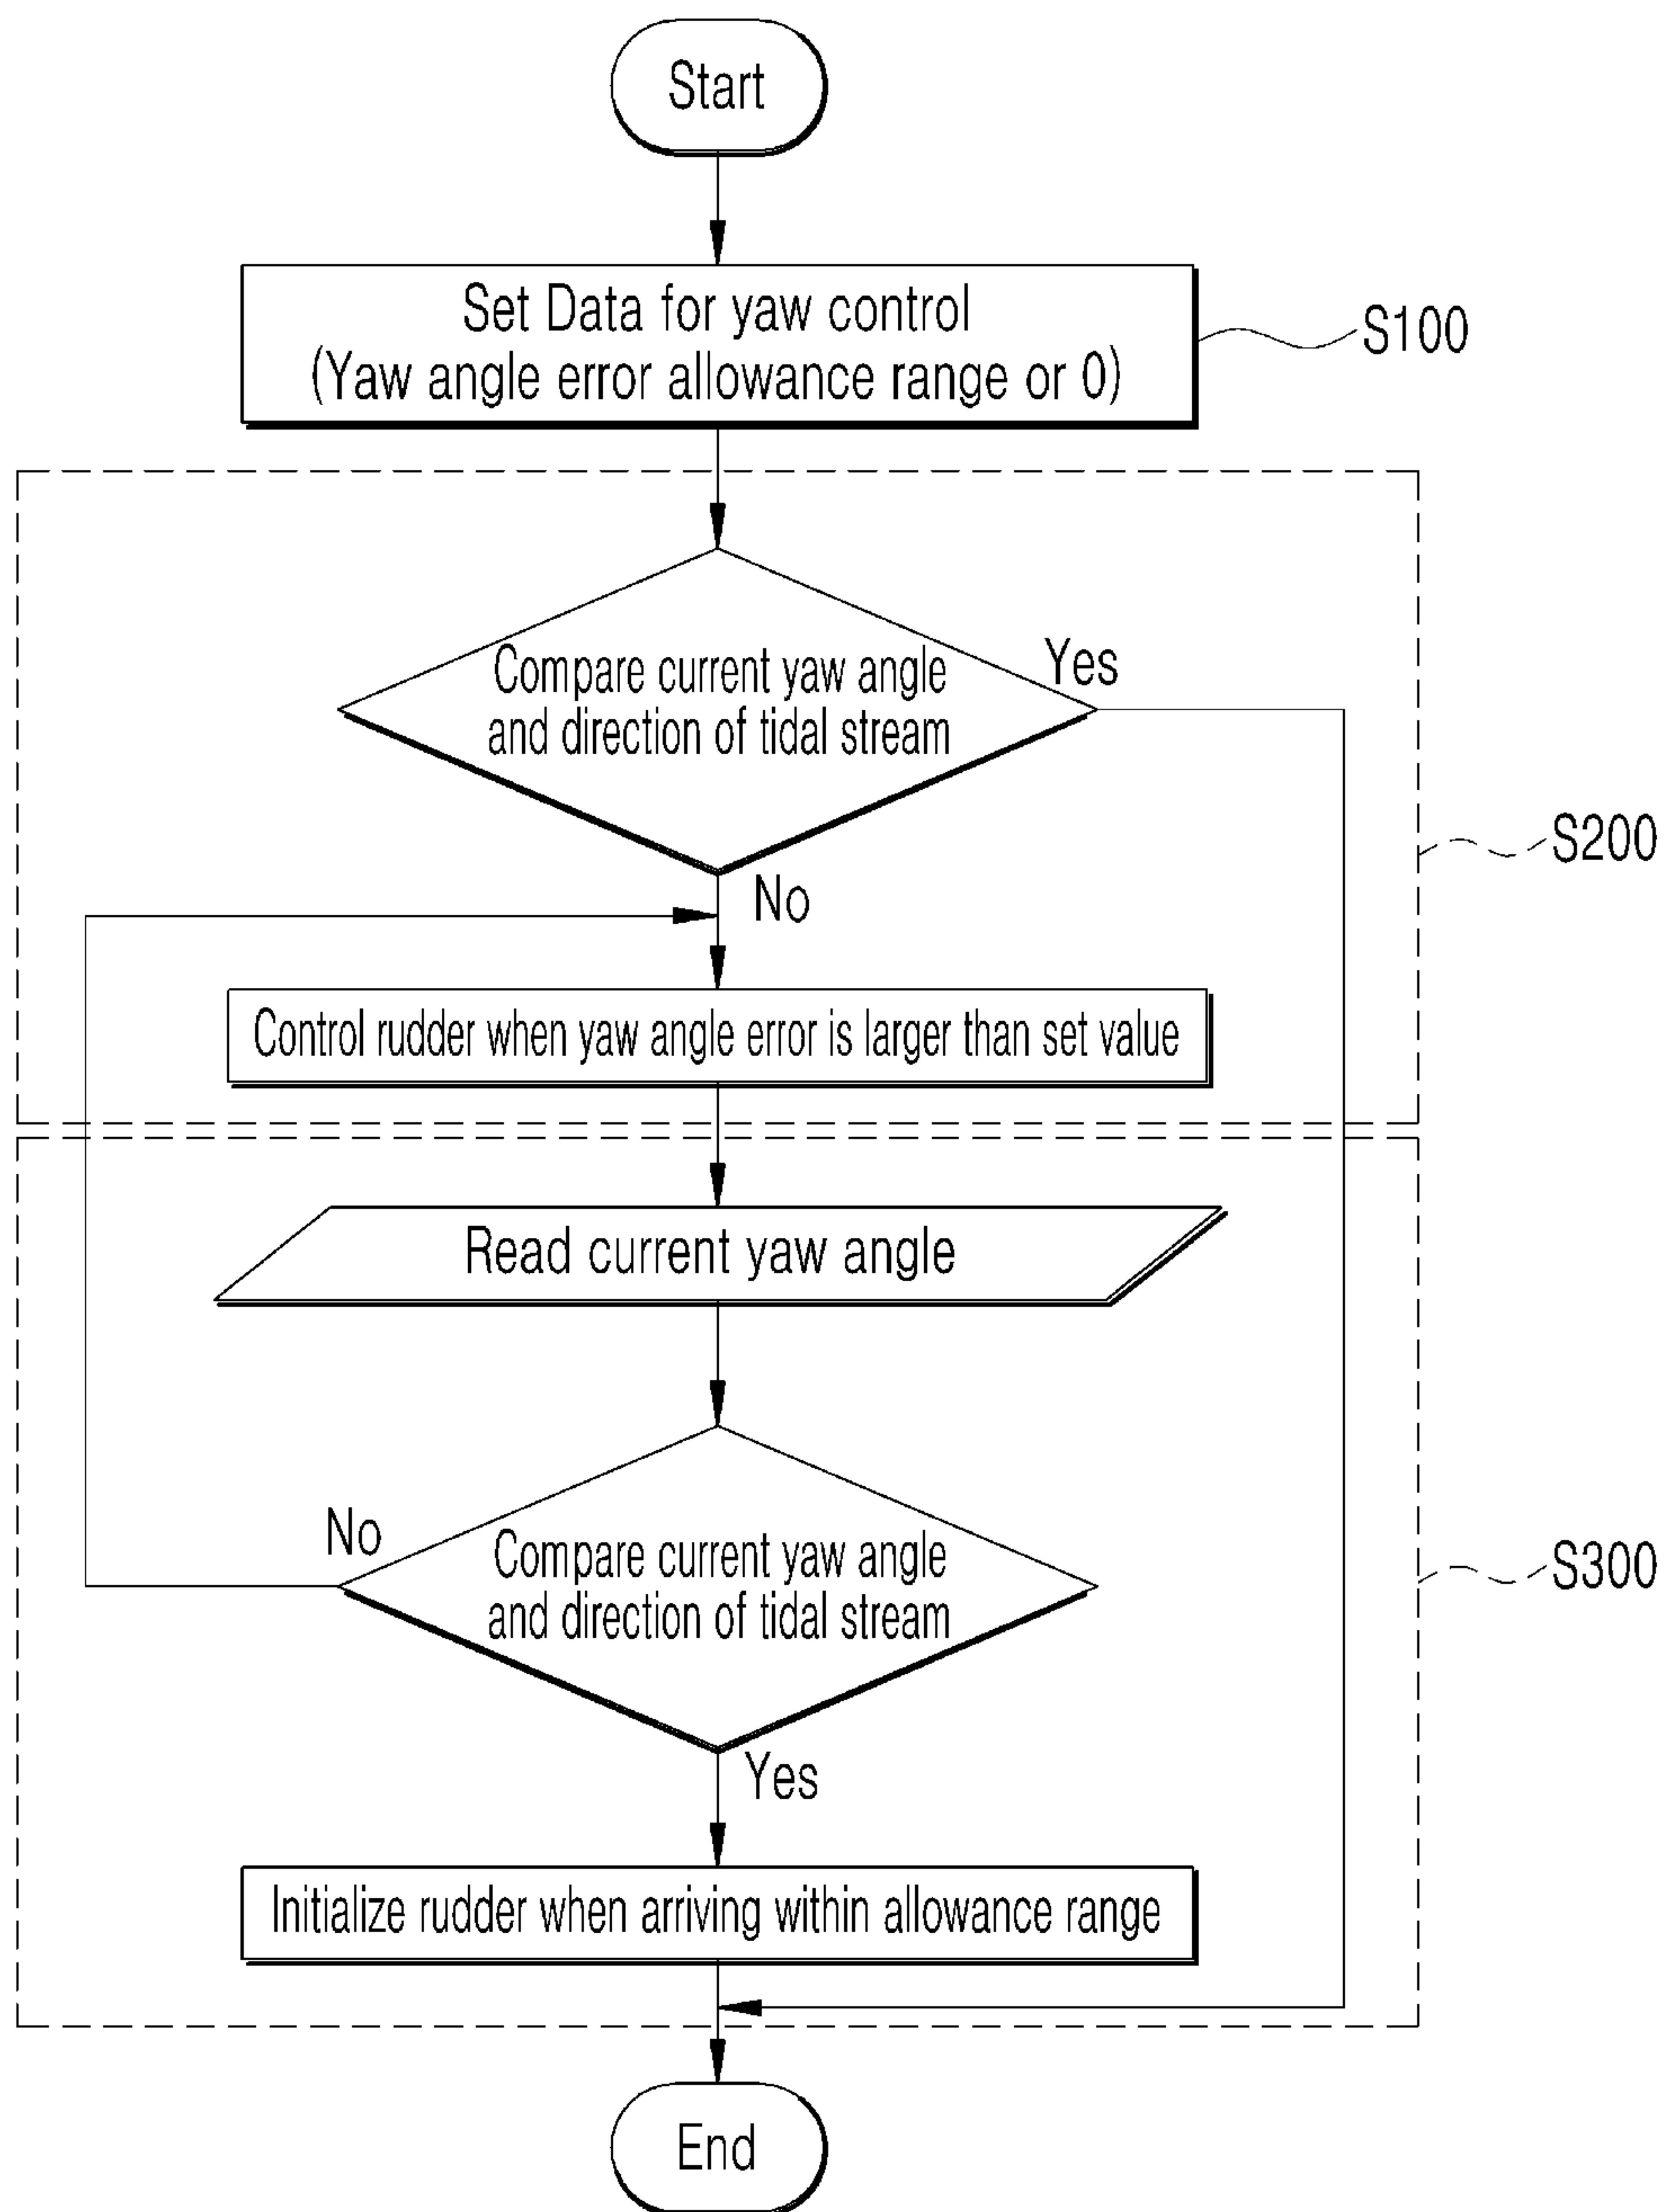 Start
Set Data for yaw control
(Yaw angle error allowance range or 0)
S100
Compare current yaw angle
and direction of tidal stream
Yes
S200
No
Control rudder when yaw angle error is larger than set value
Read current yaw angle
No
Compare current yaw angle
and direction of tidal stream
S300
Yes
Initialize rudder when arriving within allowance range
End